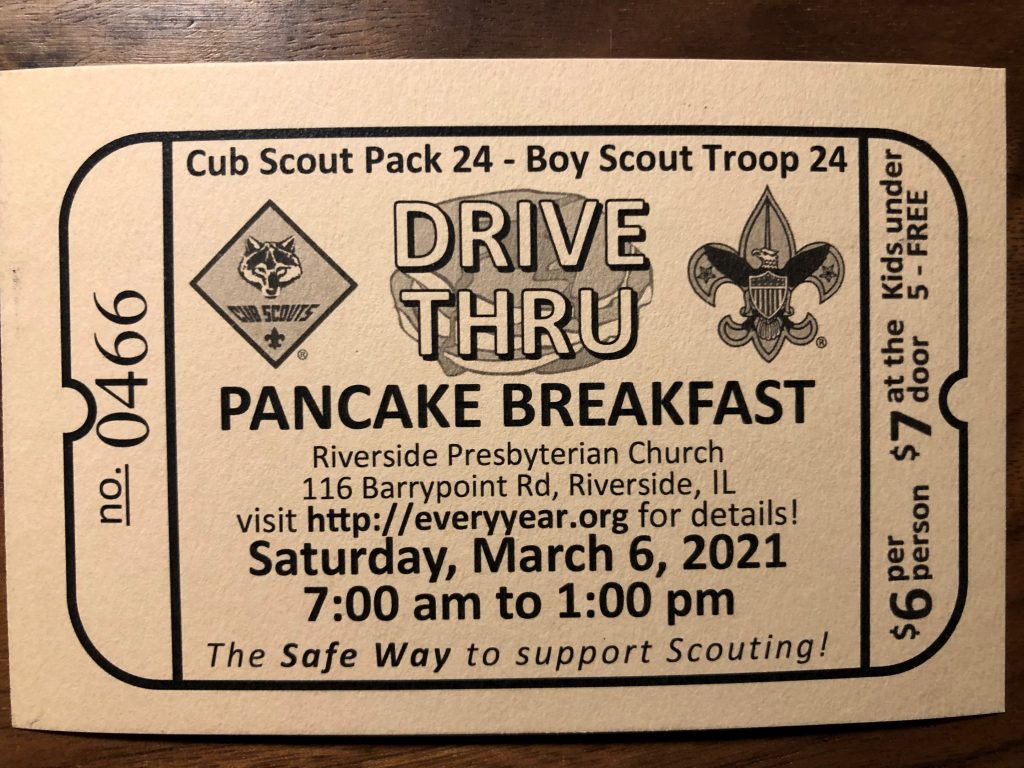 no. 0466
Cub Scout Pack 24 - Boy Scout Troop 24
CUB SCOUTS
®
DRIVE
THRU
®
PANCAKE BREAKFAST
Riverside Presbyterian Church
116 Barrypoint Rd, Riverside, IL
visit http://everyyear.org for details!
Saturday, March 6, 2021
7:00 am to 1:00 pm
The Safe Way to support Scouting!
$6 per
person
$7 at the
door
Kids under
5 - FREE